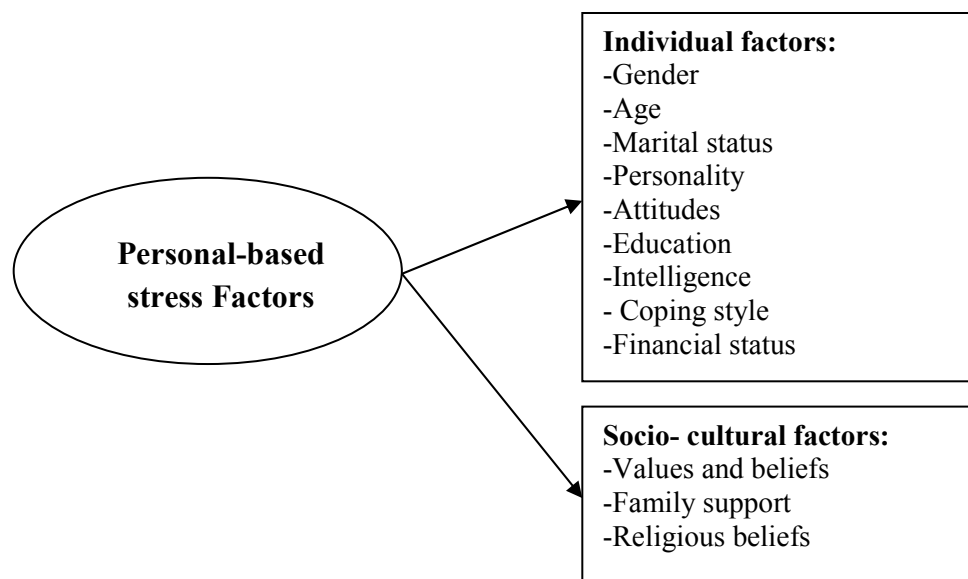 Personal-based
stress Factors
Individual factors:
-Gender
-Age
-Marital status
-Personality
-Attitudes
-Education
-Intelligence
- Coping style
-Financial status
Socio- cultural factors:
-Values and beliefs
-Family support
-Religious beliefs